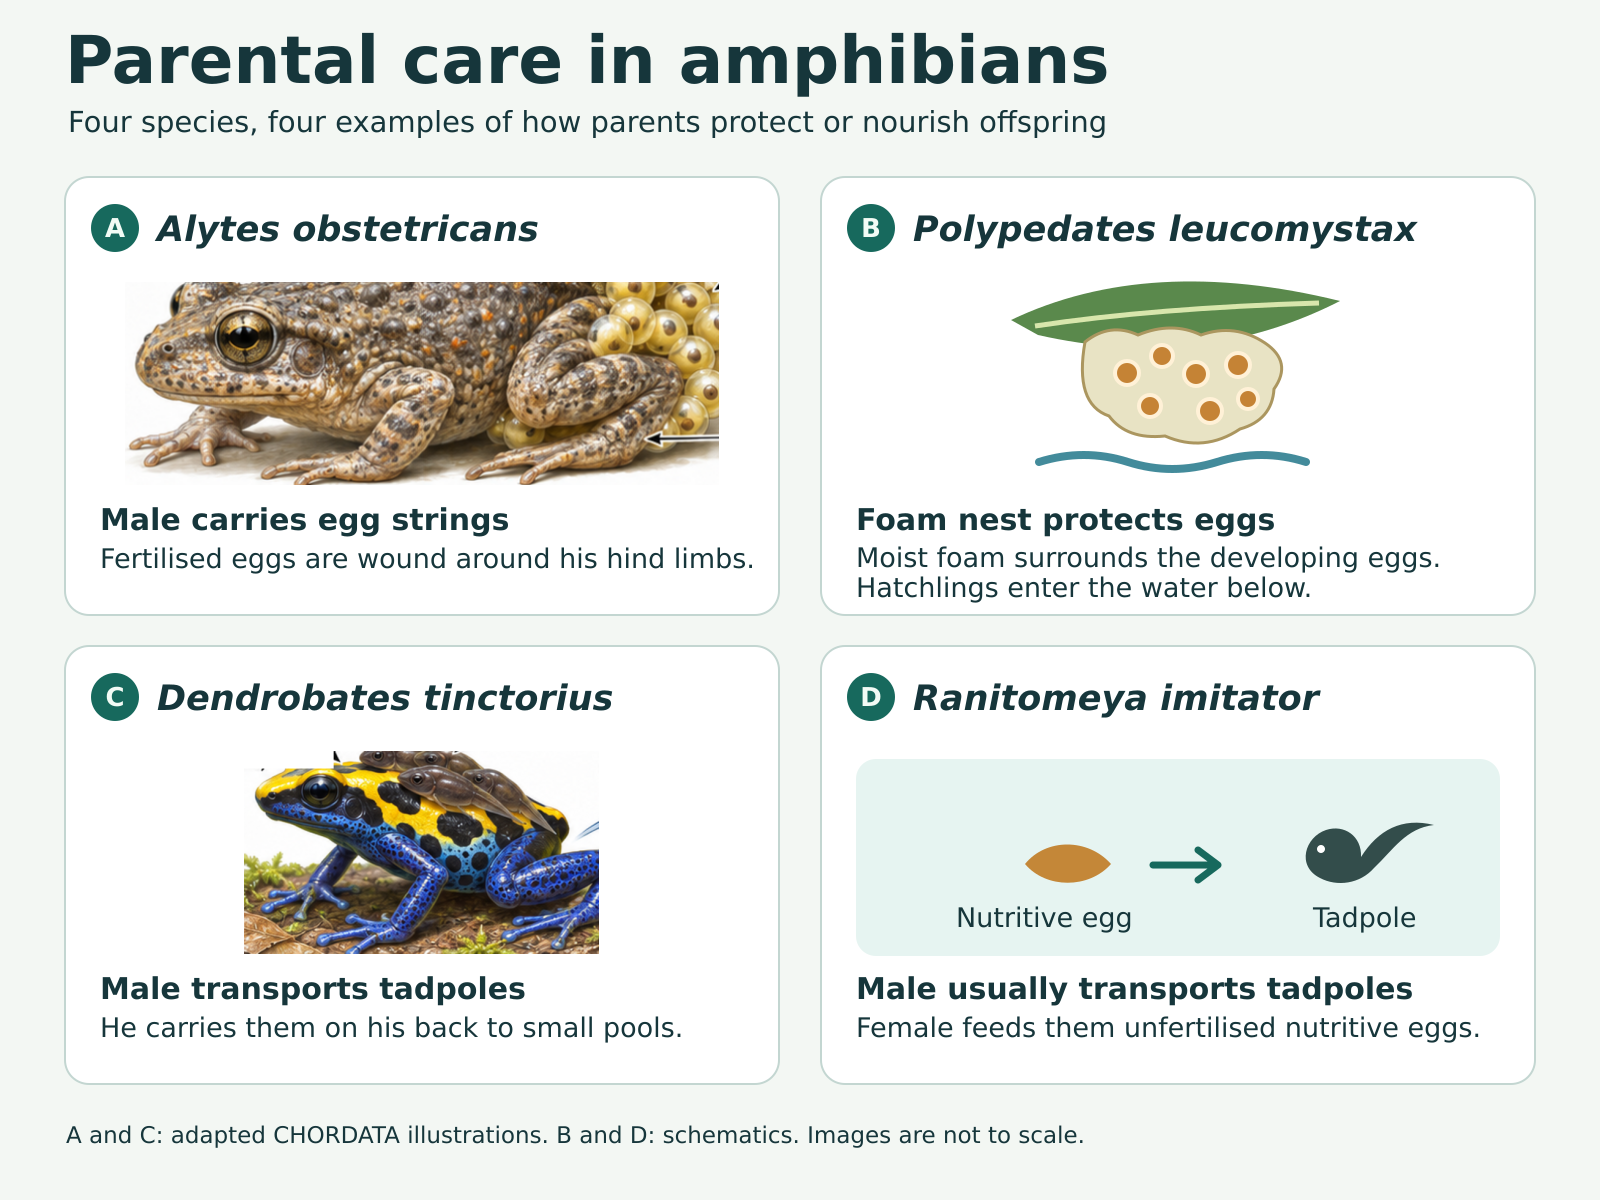 Parental care in amphibians
Four species, four examples of how parents protect or nourish offspring
A Alytes obstetricans
Male carries egg strings
Fertilised eggs are wound around his hind limbs.
B Polypedates leucomystax
Foam nest protects eggs
Moist foam surrounds the developing eggs.
Hatchlings enter the water below.
C Dendrobates tinctorius
Male transports tadpoles
He carries them on his back to small pools.
D Ranitomeya imitator
Nutritive egg
Tadpole
Male usually transports tadpoles
Female feeds them unfertilised nutritive eggs.
A and C: adapted CHORDATA illustrations. B and D: schematics. Images are not to scale.